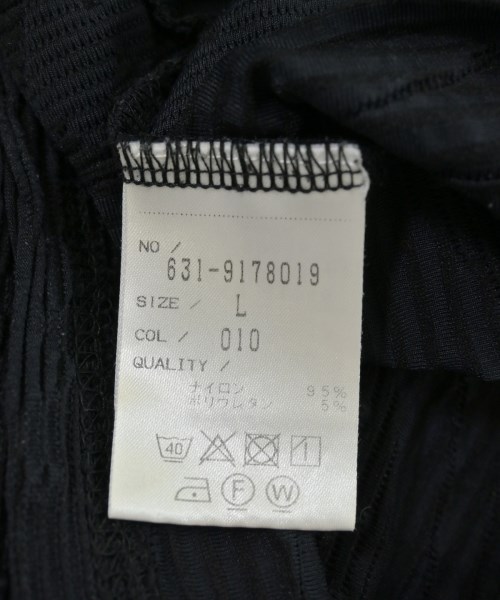 NO / 631-9178019
SIZE / L
COL / 010
QUALITY /
ナイロン 95%
ポリウレタン 5%
40
F W